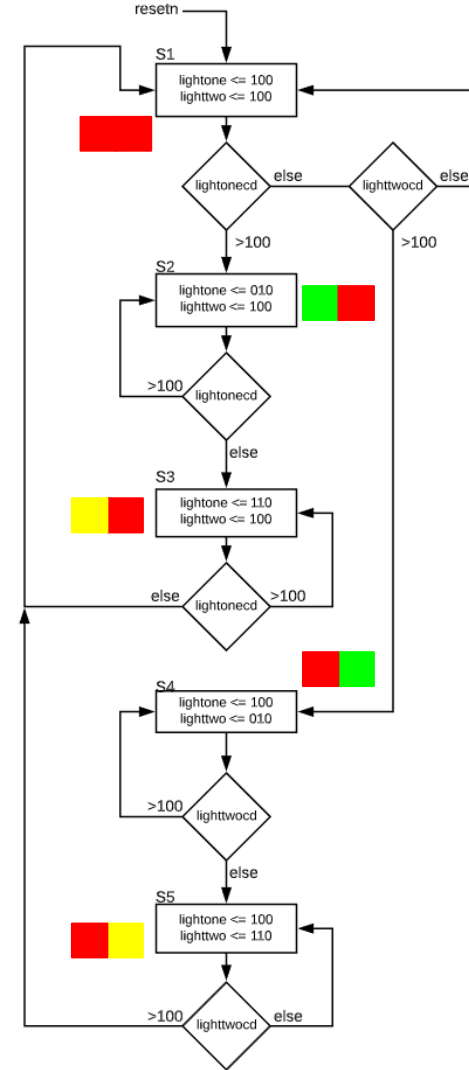 resetn
S1
lightone <= 100
lighttwo <= 100
lightonecd
else
lighttwocd
else
>100
>100
S2
lightone <= 010
lighttwo <= 100
>100
lightonecd
else
S3
lightone <= 110
lighttwo <= 100
else
lightonecd
>100
S4
lightone <= 100
lighttwo <= 010
>100
lighttwocd
else
S5
lightone <= 100
lighttwo <= 110
>100
lighttwocd
else